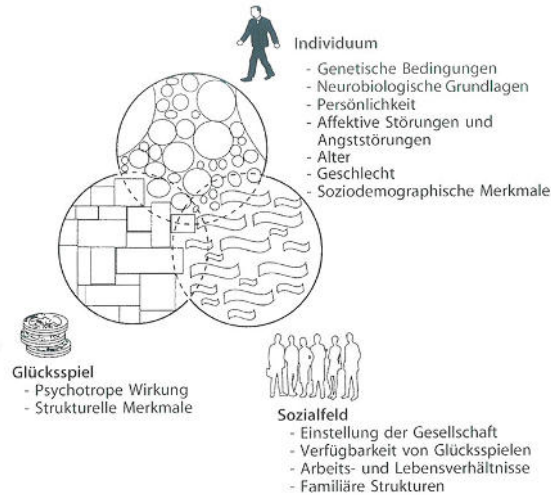 Individuum
- Genetische Bedingungen
- Neurobiologische Grundlagen
- Persönlichkeit
- Affektive Störungen und
Angststörungen
- Alter
- Geschlecht
- Soziodemographische Merkmale
Glücksspiel
- Psychotrope Wirkung
- Strukturelle Merkmale
Sozialfeld
- Einstellung der Gesellschaft
- Verfügbarkeit von Glücksspielen
- Arbeits- und Lebensverhältnisse
- Familiäre Strukturen